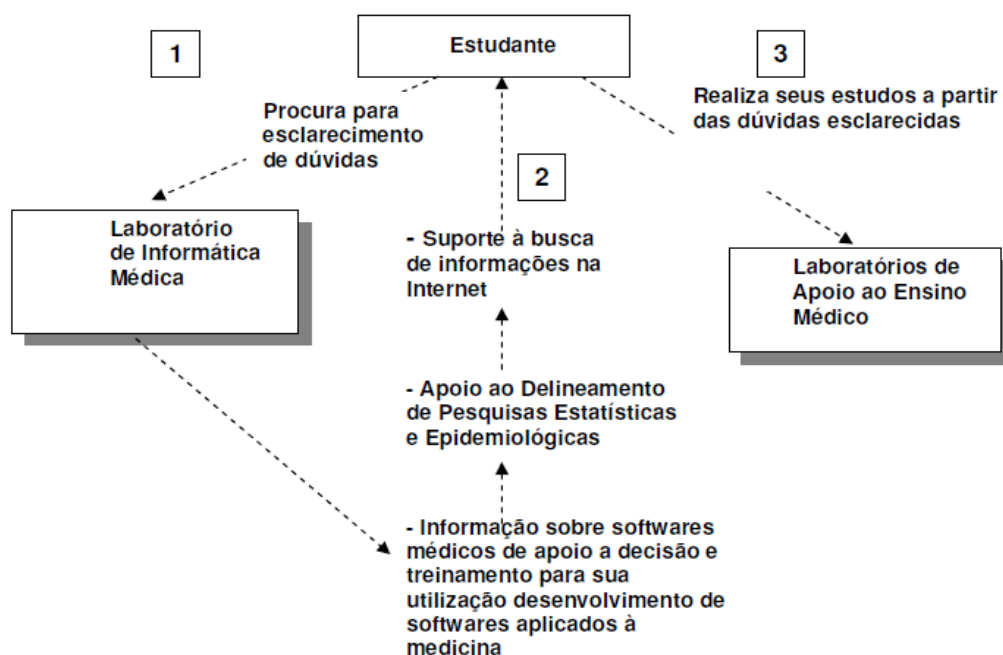 1
Estudante
3
Procura para
esclarecimento
de dúvidas
Realiza seus estudos a partir
das dúvidas esclarecidas
2
Laboratório
de Informática
Médica
- Suporte à busca
de informações na
Internet
Laboratórios de
Apoio ao Ensino
Médico
- Apoio ao Delineamento
de Pesquisas Estatísticas
e Epidemiológicas
- Informação sobre softwares
médicos de apoio a decisão e
treinamento para sua
utilização desenvolvimento de
softwares aplicados à
medicina